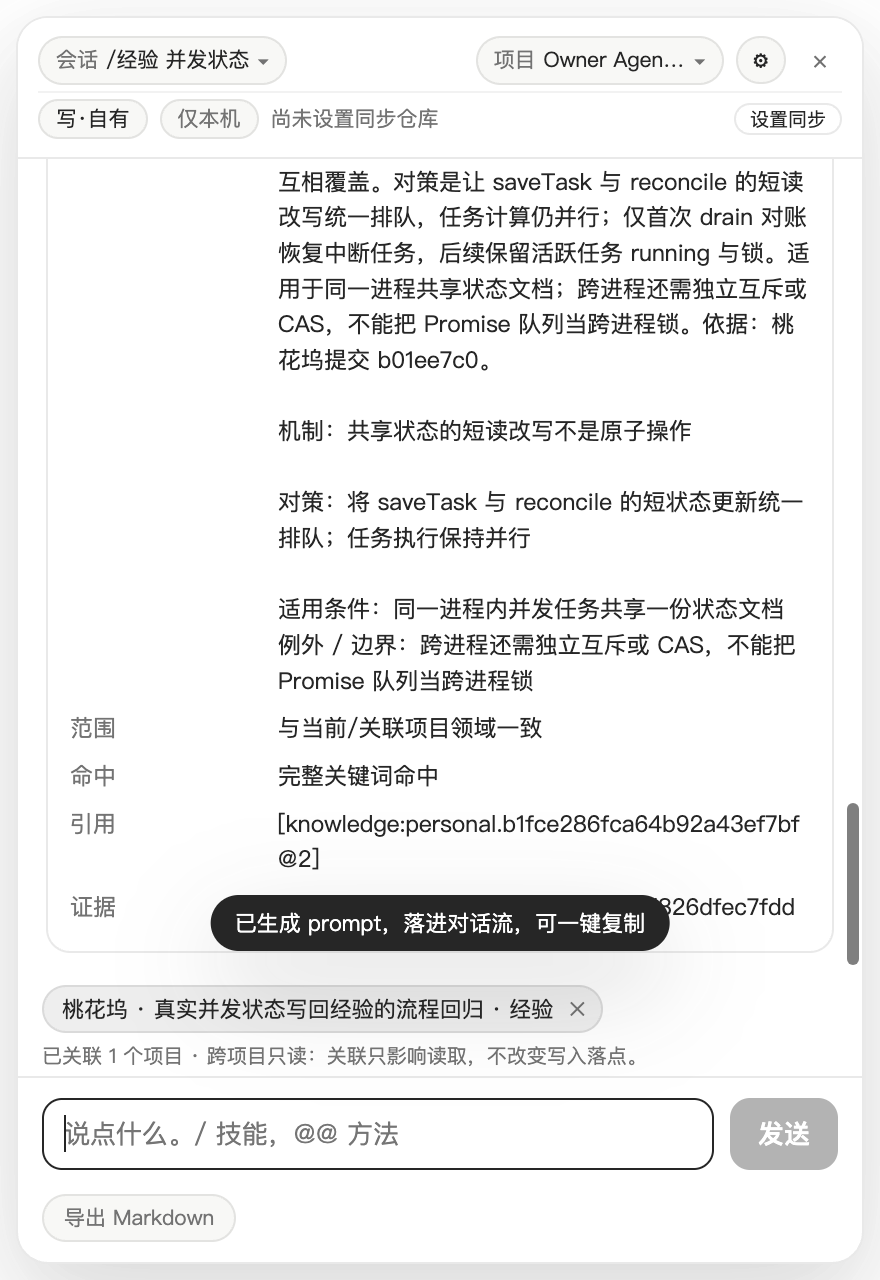 会话 /经验 并发状态
项目 Owner Agen...
写·自有
仅本机
尚未设置同步仓库
设置同步
互相覆盖。对策是让 saveTask 与 reconcile 的短读
改写统一排队，任务计算仍并行；仅首次 drain 对账
恢复中断任务，后续保留活跃任务 running 与锁。适
用于同一进程共享状态文档；跨进程还需独立互斥或
CAS，不能把 Promise 队列当跨进程锁。依据：桃
花坞提交 b01ee7c0。
机制：共享状态的短读改写不是原子操作
对策：将 saveTask 与 reconcile 的短状态更新统一
排队；任务执行保持并行
适用条件：同一进程内并发任务共享一份状态文档
例外 / 边界：跨进程还需独立互斥或 CAS，不能把
Promise 队列当跨进程锁
范围
与当前/关联项目领域一致
命中
完整关键词命中
引用
[knowledge:personal.b1fce286fca64b92a43ef7bf
@2]
证据
826dfec7fdd
已生成 prompt，落进对话流，可一键复制
桃花坞 · 真实并发状态写回经验的流程回归 · 经验 ×
已关联 1 个项目 · 跨项目只读：关联只影响读取，不改变写入落点。
说点什么。/ 技能，@@ 方法
发送
导出 Markdown